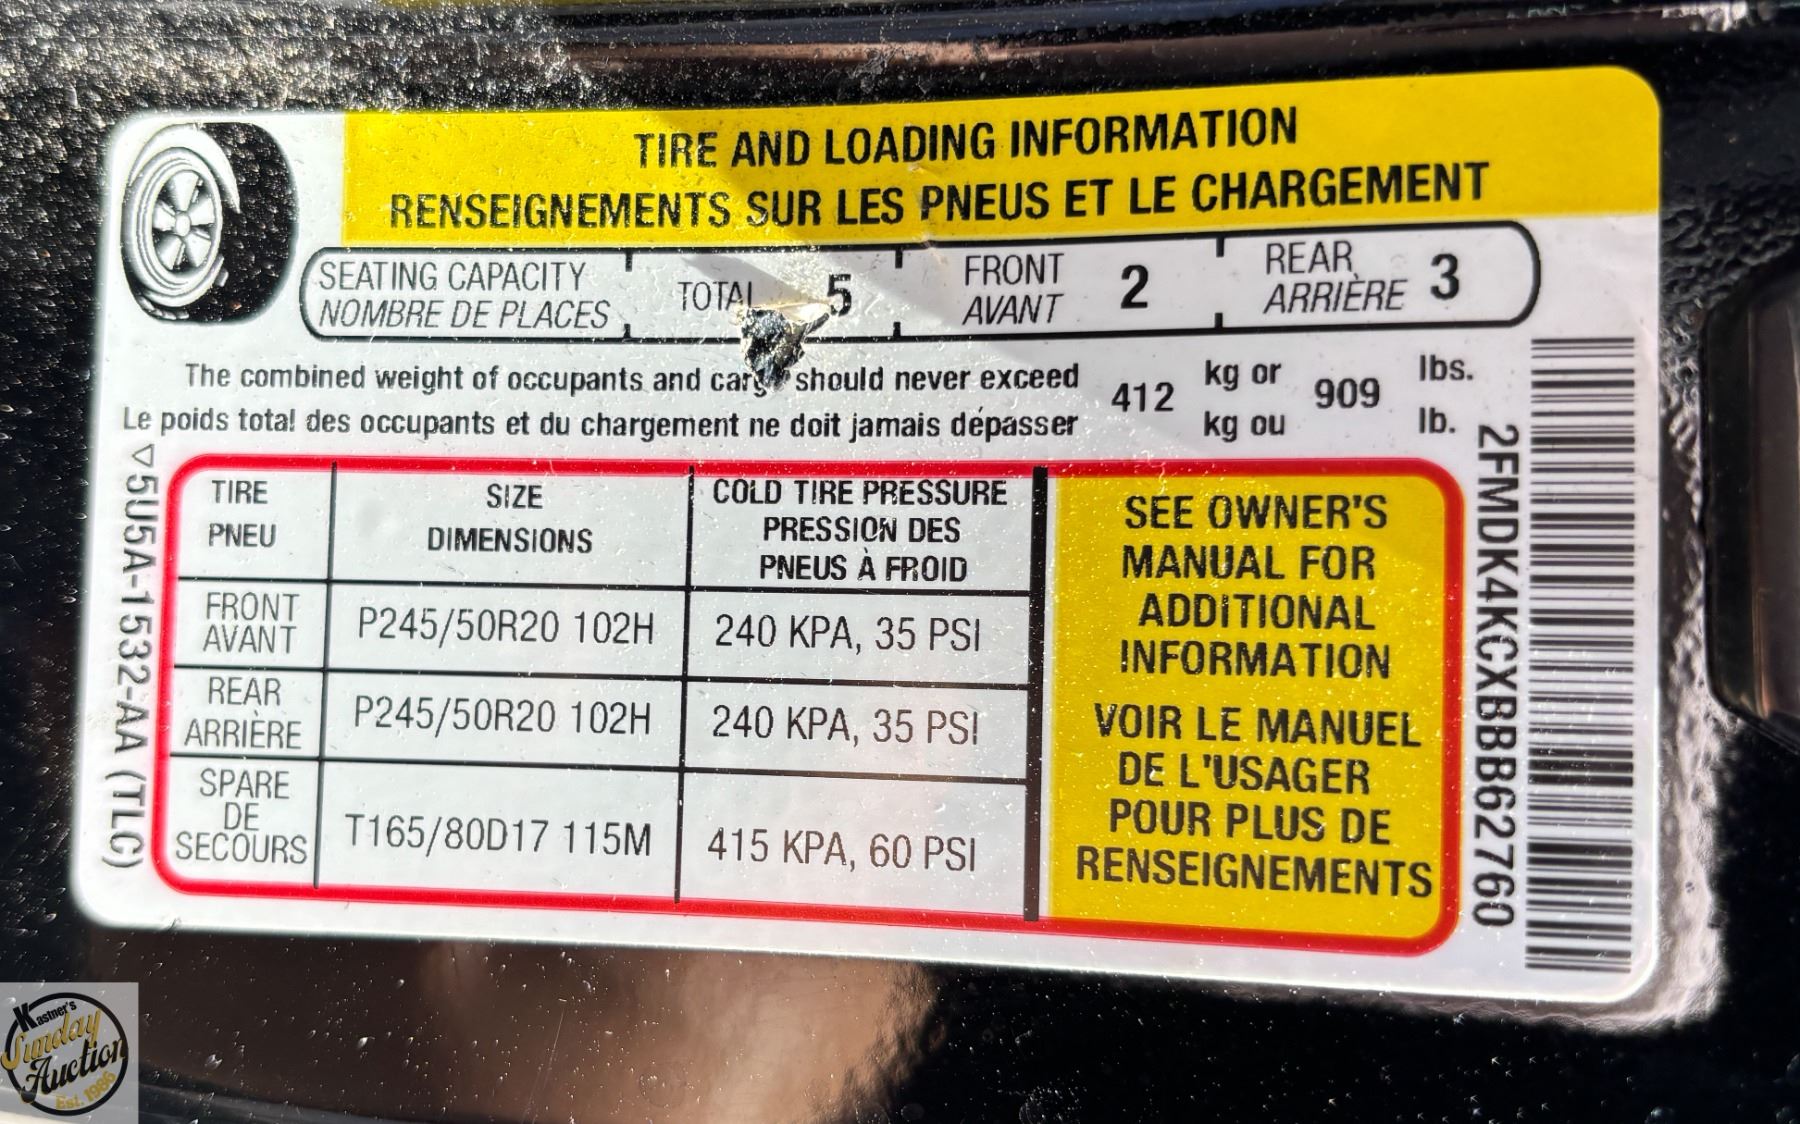 TIRE AND LOADING INFORMATION
RENSEIGNEMENTS SUR LES PNEUS ET LE CHARGEMENT
SEATING CAPACITY
NOMBRE DE PLACES
TOTAL 5
FRONT
AVANT
2
REAR
ARRIÈRE
3
The combined weight of occupants and cargo should never exceed
Le poids total des occupants et du chargement ne doit jamais dépasser
412
kg or
kg ou
909
lbs.
lb.
5U5A-1532-AA (TLC)
TIRE
PNEU
SIZE
DIMENSIONS
COLD TIRE PRESSURE
PRESSION DES
PNEUS À FROID
FRONT
AVANT
P245/50R20 102H
240 KPA, 35 PSI
REAR
ARRIÈRE
P245/50R20 102H
240 KPA, 35 PSI
SPARE
DE
SECOURS
T165/80D17 115M
415 KPA, 60 PSI
SEE OWNER'S
MANUAL FOR
ADDITIONAL
INFORMATION
VOIR LE MANUEL
DE L'USAGER
POUR PLUS DE
RENSEIGNEMENTS
2FMDK4KCXBBB62760
Kastner's
Sunday
Auction
Est. 1986